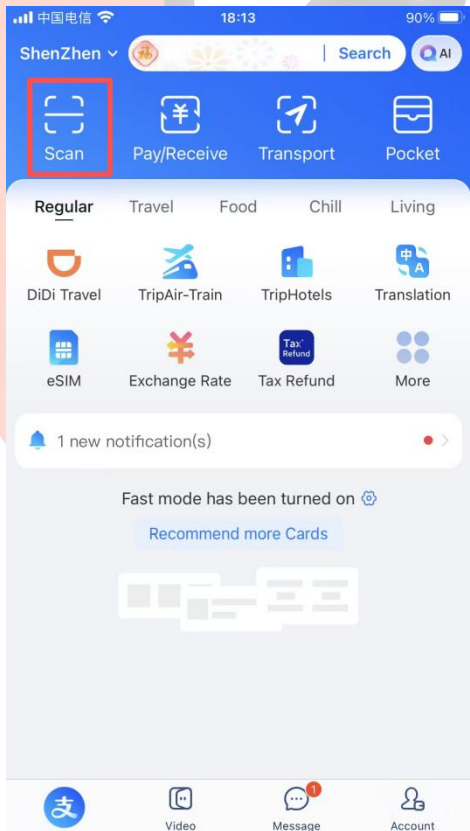 中国电信 18:13 90%
ShenZhen 福 Search AI
Scan Pay/Receive Transport Pocket
Regular Travel Food Chill Living
DiDi Travel TripAir-Train TripHotels Translation
中 A
Tax Refund
eSIM Exchange Rate Tax Refund More
1 new notification(s)
Fast mode has been turned on
Recommend more Cards
支 Video Message 1 Account